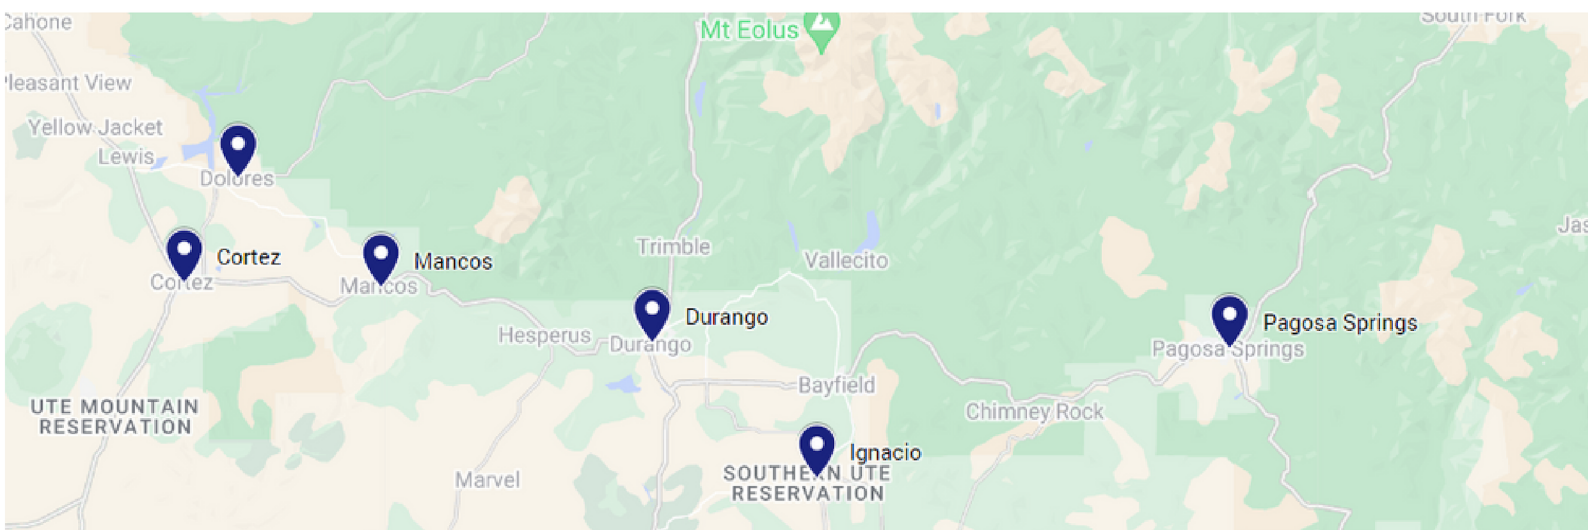 Cahone
Mt Eolus
South Fork
Pleasant View
Yellow Jacket
Lewis
Dolores
Jas
Trimble
Vallecito
Cortez
Cortez
Mancos
Mancos
Durango
Hesperus
Durango
Pagosa Springs
Pagosa Springs
Bayfield
Chimney Rock
UTE MOUNTAIN
RESERVATION
Ignacio
Marvel
SOUTHERN UTE
RESERVATION